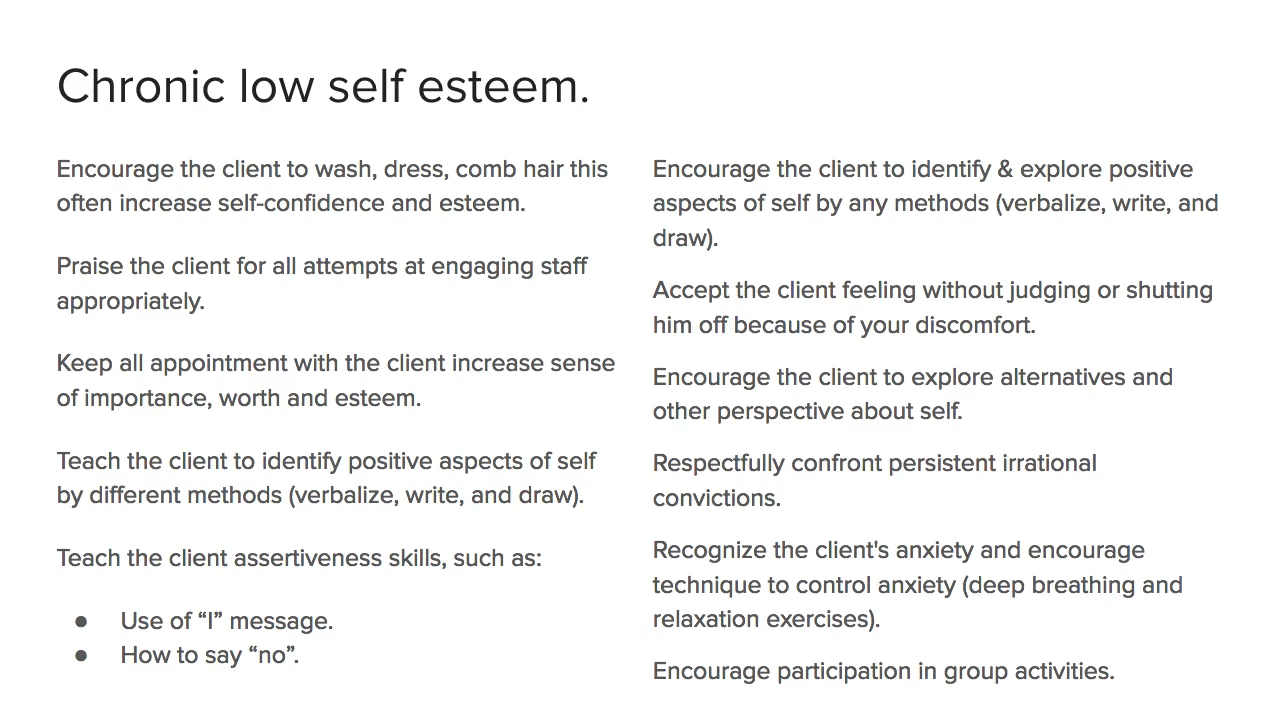 Chronic low self esteem.
Encourage the client to wash, dress, comb hair this
often increase self-confidence and esteem.
Praise the client for all attempts at engaging staff
appropriately.
Keep all appointment with the client increase sense
of importance, worth and esteem.
Teach the client to identify positive aspects of self
by different methods (verbalize, write, and draw).
Teach the client assertiveness skills, such as:
● Use of “I” message.
● How to say “no”.
Encourage the client to identify & explore positive
aspects of self by any methods (verbalize, write, and
draw).
Accept the client feeling without judging or shutting
him off because of your discomfort.
Encourage the client to explore alternatives and
other perspective about self.
Respectfully confront persistent irrational
convictions.
Recognize the client's anxiety and encourage
technique to control anxiety (deep breathing and
relaxation exercises).
Encourage participation in group activities.